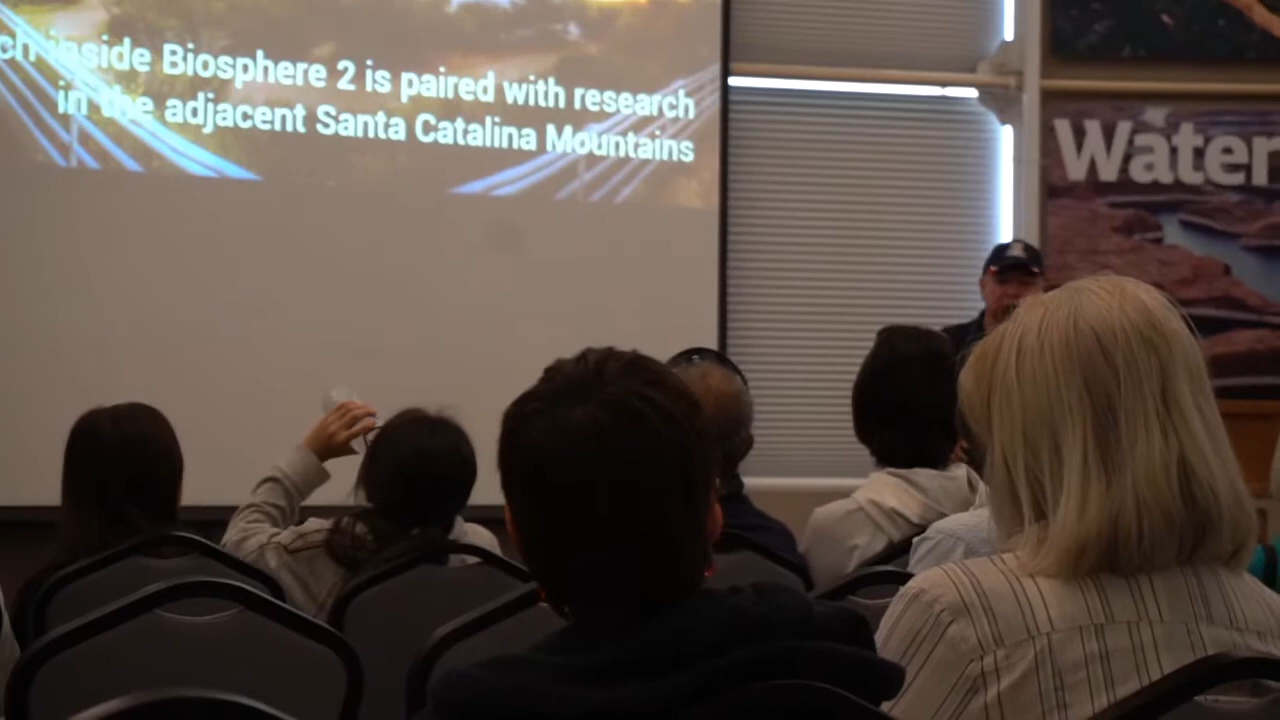 inside Biosphere 2 is paired with research
in the adjacent Santa Catalina Mountains
Water